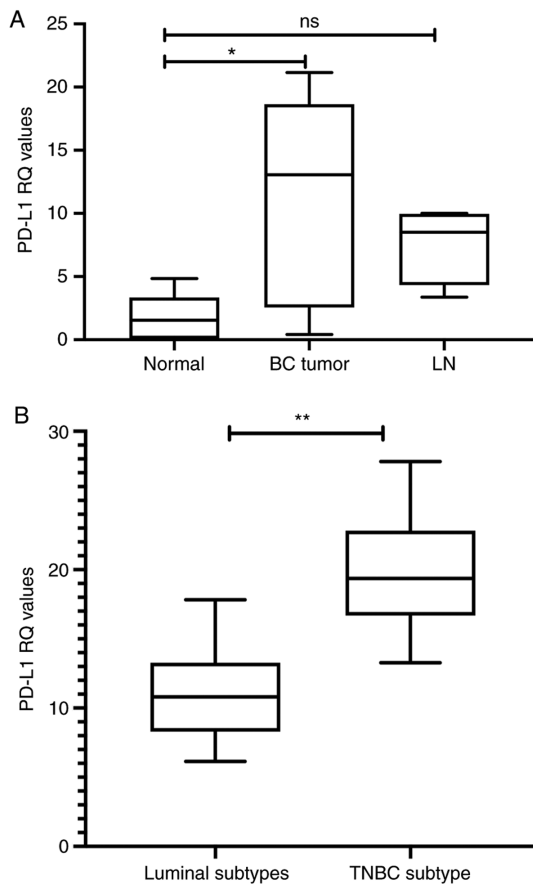 A
ns
*
25
20
15
10
5
0
PD-L1 RQ values
Normal BC tumor LN
B
**
30
20
10
0
PD-L1 RQ values
Luminal subtypes TNBC subtype